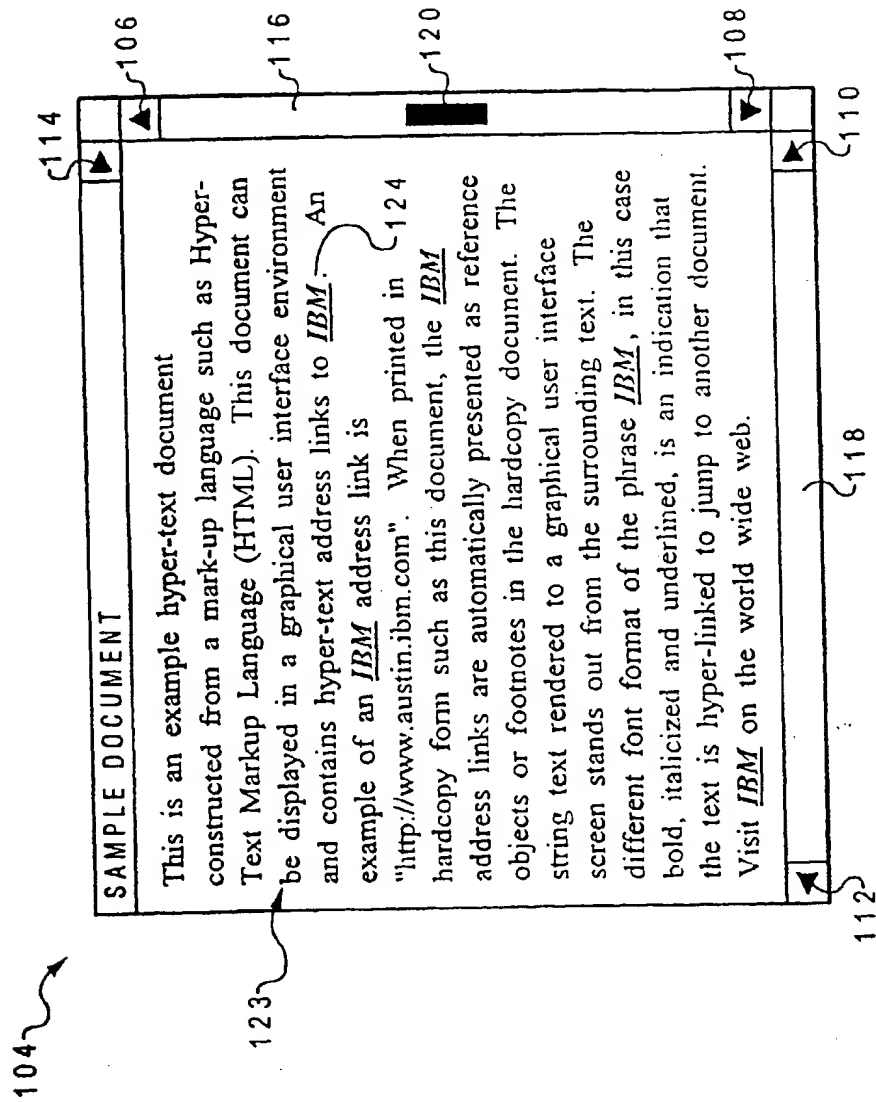 104
SAMPLE DOCUMENT
114
106
This is an example hyper-text document
constructed from a mark-up language such as Hyper-
Text Markup Language (HTML). This document can
116
123
be displayed in a graphical user interface environment
and contains hyper-text address links to IBM. An
example of an IBM address link is
124
"http://www.austin.ibm.com". When printed in
hardcopy form such as this document, the IBM
120
address links are automatically presented as reference
objects or footnotes in the hardcopy document. The
string text rendered to a graphical user interface
screen stands out from the surrounding text. The
different font format of the phrase IBM, in this case
bold, italicized and underlined, is an indication that
the text is hyper-linked to jump to another document.
Visit IBM on the world wide web.
108
112
118
110